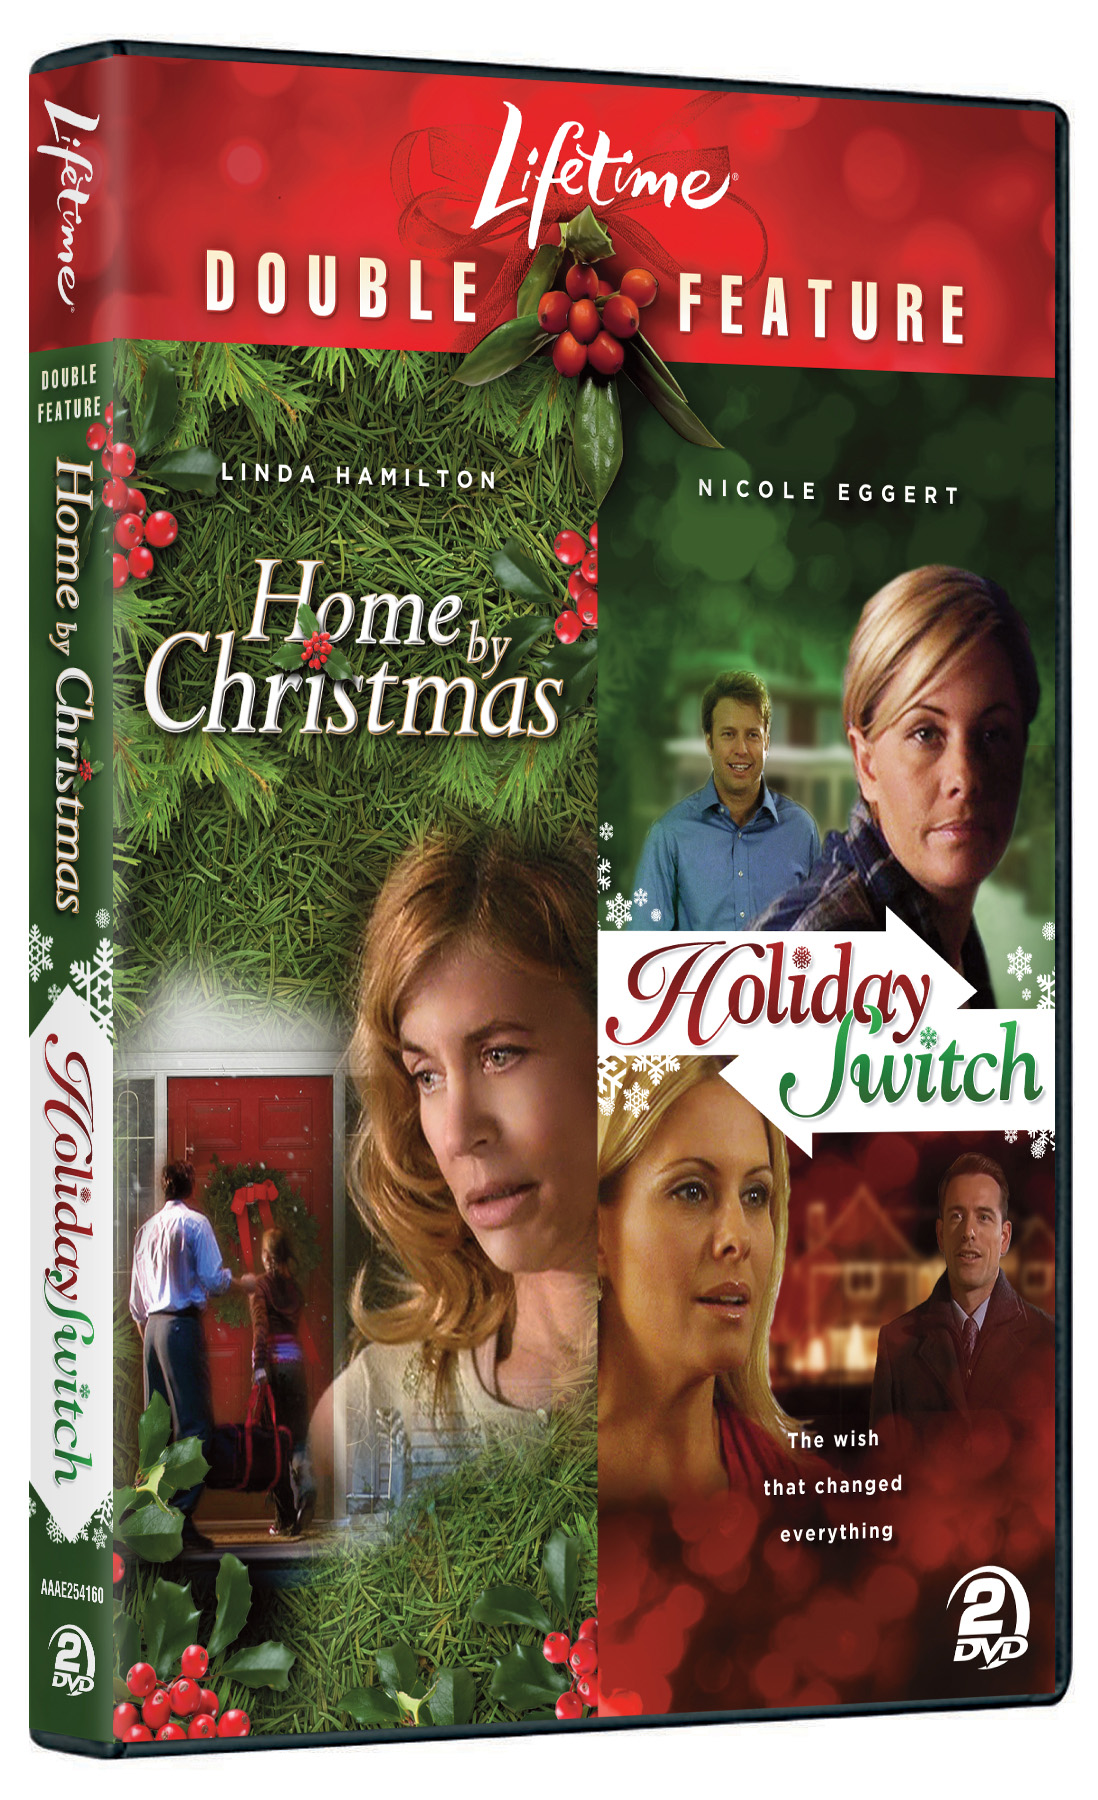 Lifetime®
DOUBLE FEATURE
LINDA HAMILTON
Home by
Christmas
NICOLE EGGERT
Holiday
Switch
The wish
that changed
everything
2
DVD
Lifetime®
DOUBLE
FEATURE
Home by Christmas
Holiday Switch
AAAE254160
2
DVD